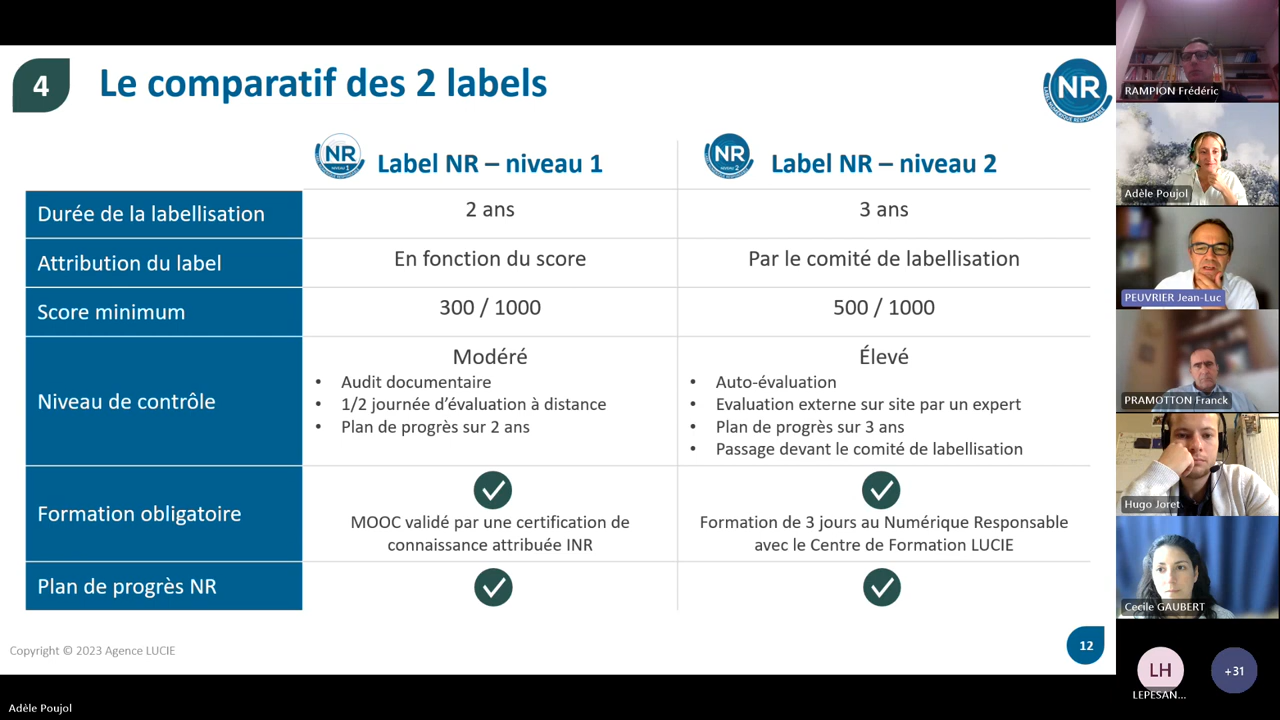 4
Le comparatif des 2 labels
NR
NR
NIVEAU 1
Label NR – niveau 1
NR
NIVEAU 2
Label NR – niveau 2
Durée de la labellisation
2 ans
3 ans
Attribution du label
En fonction du score
Par le comité de labellisation
Score minimum
300 / 1000
500 / 1000
Niveau de contrôle
Modéré
• Audit documentaire
• 1/2 journée d’évaluation à distance
• Plan de progrès sur 2 ans
Élevé
• Auto-évaluation
• Evaluation externe sur site par un expert
• Plan de progrès sur 3 ans
• Passage devant le comité de labellisation
Formation obligatoire
MOOC validé par une certification de
connaissance attribuée INR
Formation de 3 jours au Numérique Responsable
avec le Centre de Formation LUCIE
Plan de progrès NR
Copyright © 2023 Agence LUCIE
12
Adèle Poujol
RAMPION Frédéric
Adèle Poujol
PEUVRIER Jean-Luc
PRAMOTTON Franck
Hugo Joret
Cecile GAUBERT
LH
LEPESAN...
+31